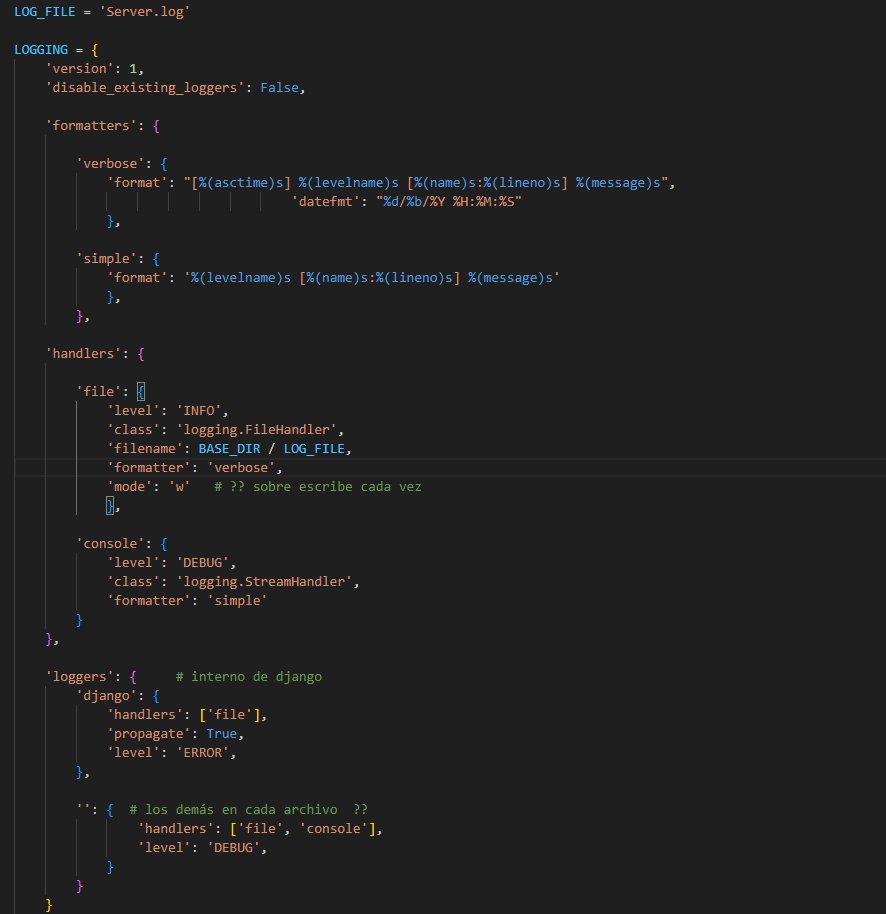 LOG_FILE = 'Server.log'
LOGGING = {
'version': 1,
'disable_existing_loggers': False,
'formatters': {
'verbose': {
'format': "[%(asctime)s] %(levelname)s [%(name)s:%(lineno)s] %(message)s",
'datefmt': "%d/%b/%Y %H:%M:%S"
},
'simple': {
'format': '%(levelname)s [%(name)s:%(lineno)s] %(message)s'
},
},
'handlers': {
'file': {
'level': 'INFO',
'class': 'logging.FileHandler',
'filename': BASE_DIR / LOG_FILE,
'formatter': 'verbose',
'mode': 'w'   # ?? sobre escribe cada vez
},
'console': {
'level': 'DEBUG',
'class': 'logging.StreamHandler',
'formatter': 'simple'
}
},
'loggers': {     # interno de django
'django': {
'handlers': ['file'],
'propagate': True,
'level': 'ERROR',
},
'': {  # los demás en cada archivo  ??
'handlers': ['file', 'console'],
'level': 'DEBUG',
}
}
}